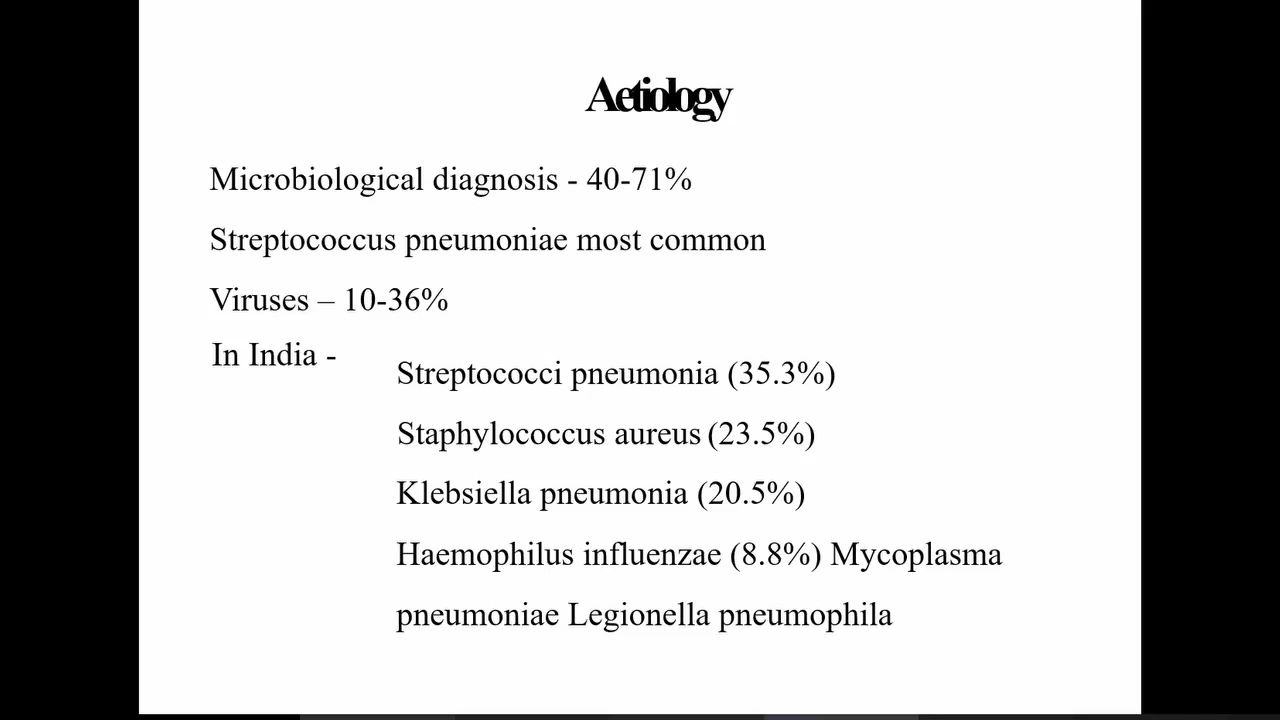 Aetiology
Microbiological diagnosis - 40-71%
Streptococcus pneumoniae most common
Viruses – 10-36%
In India -
Streptococci pneumonia (35.3%)
Staphylococcus aureus (23.5%)
Klebsiella pneumonia (20.5%)
Haemophilus influenzae (8.8%) Mycoplasma
pneumoniae Legionella pneumophila